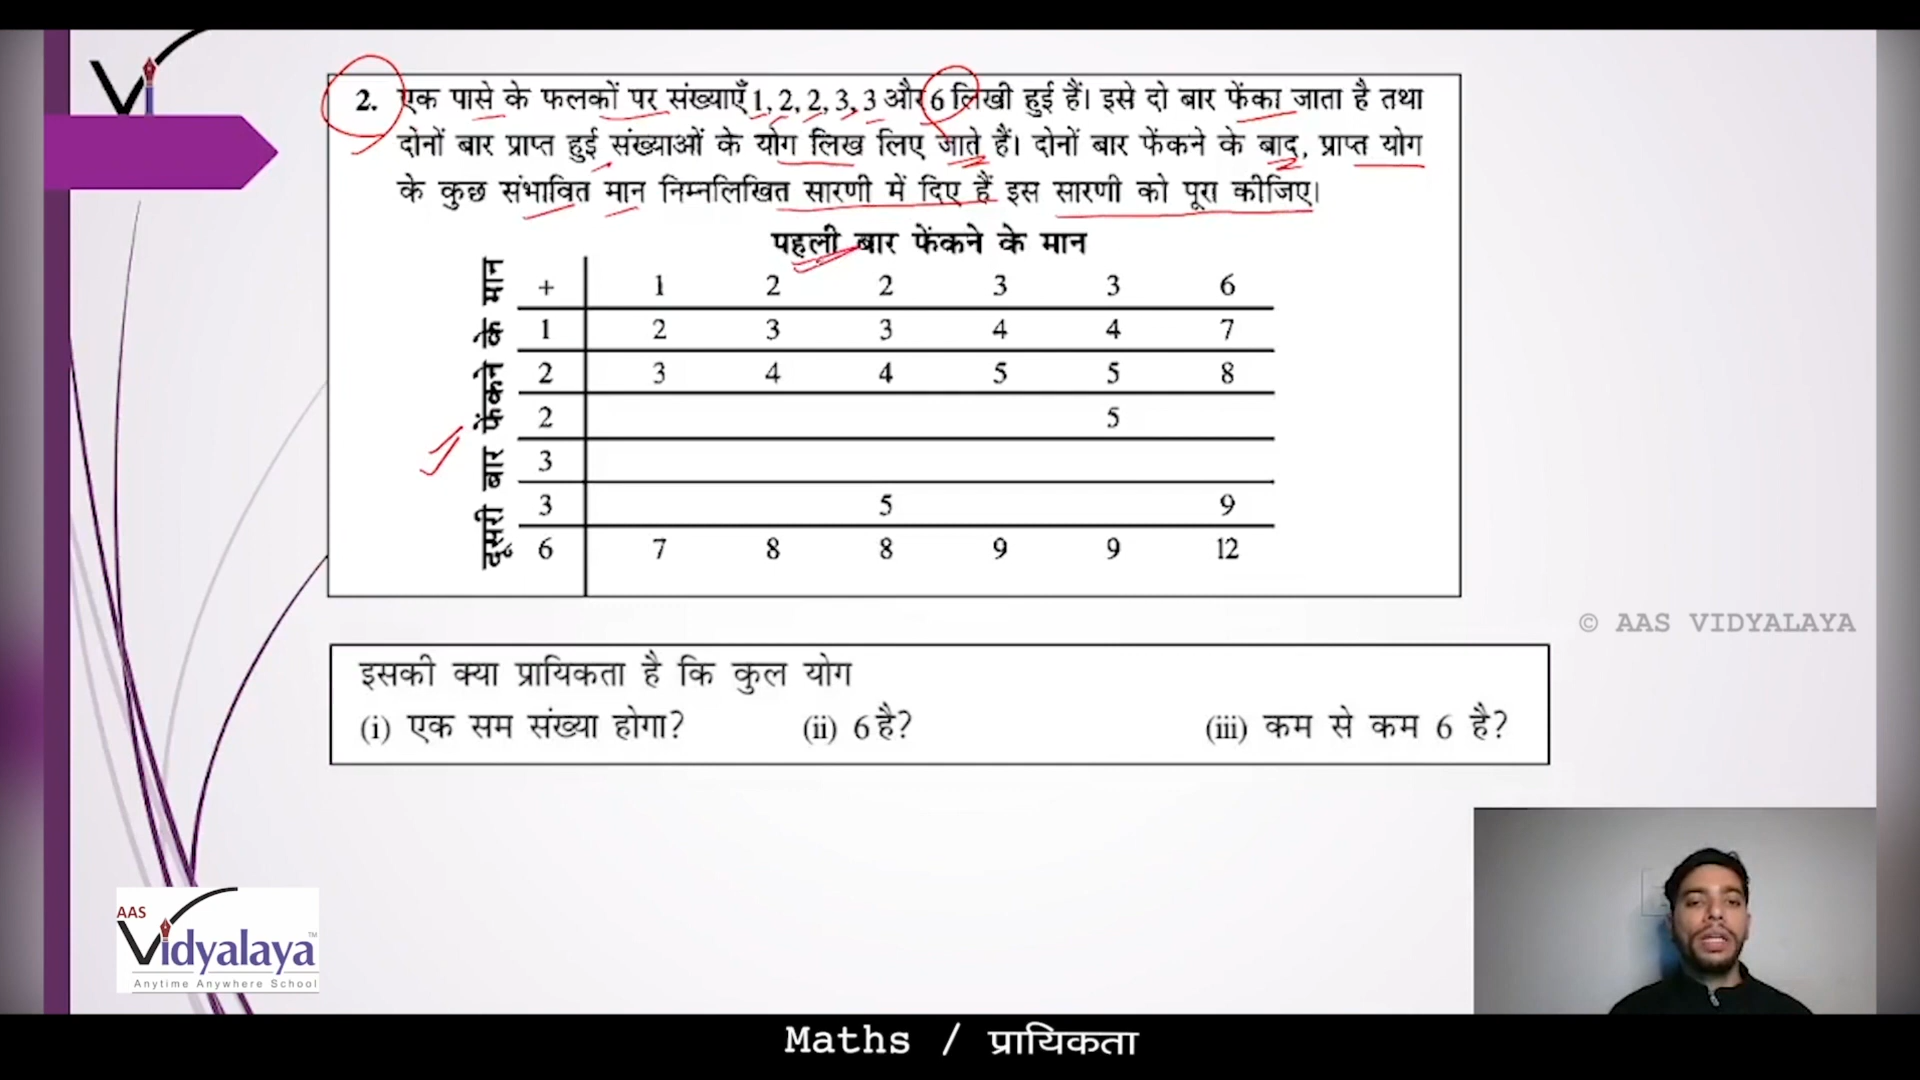 2. एक पासे के फलकों पर संख्याएँ 1, 2, 2, 3, 3 और 6 लिखी हुई हैं। इसे दो बार फेंका जाता है तथा
दोनों बार प्राप्त हुई संख्याओं के योग लिख लिए जाते हैं। दोनों बार फेंकने के बाद, प्राप्त योग
के कुछ संभावित मान निम्नलिखित सारणी में दिए हैं इस सारणी को पूरा कीजिए।
पहली बार फेंकने के मान
दूसरी बार फेंकने के मान
+ 1 2 2 3 3 6
1 2 3 3 4 4 7
2 3 4 4 5 5 8
2 5
3
3 5 9
6 7 8 8 9 9 12
© AAS VIDYALAYA
इसकी क्या प्रायिकता है कि कुल योग
(i) एक सम संख्या होगा? (ii) 6 है? (iii) कम से कम 6 है?
AAS
Vidyalaya
TM
Anytime Anywhere School
Maths / प्रायिकता